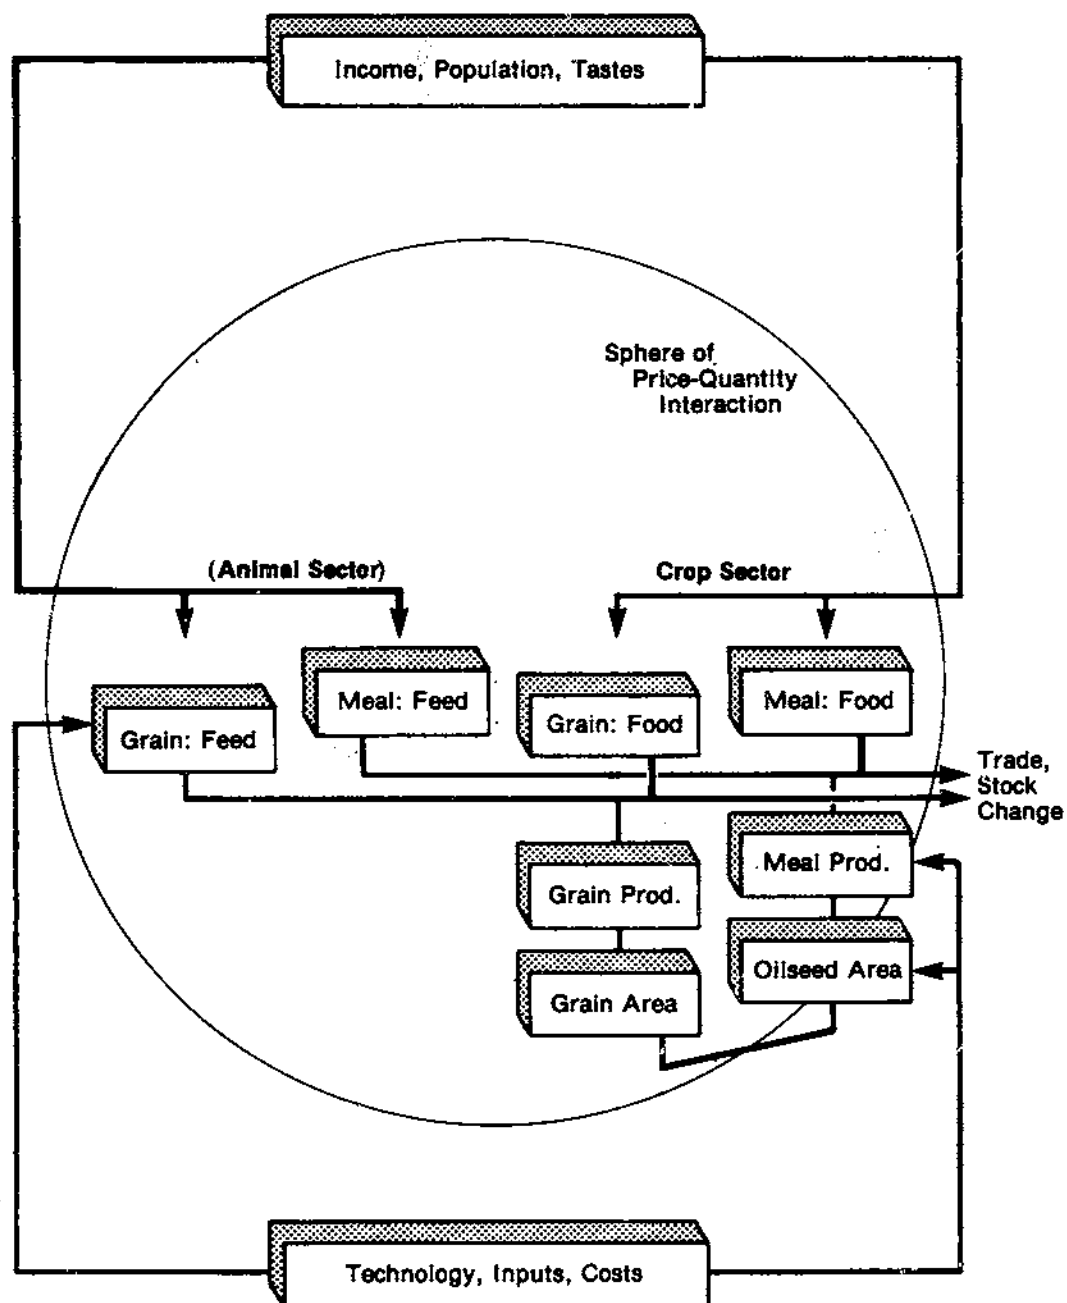 Income, Population, Tastes
Sphere of
Price-Quantity
Interaction
(Animal Sector)
Crop Sector
Meal: Feed
Meal: Food
Grain: Feed
Grain: Food
Trade,
Stock
Change
Meal Prod.
Grain Prod.
Oilseed Area
Grain Area
Technology, Inputs, Costs